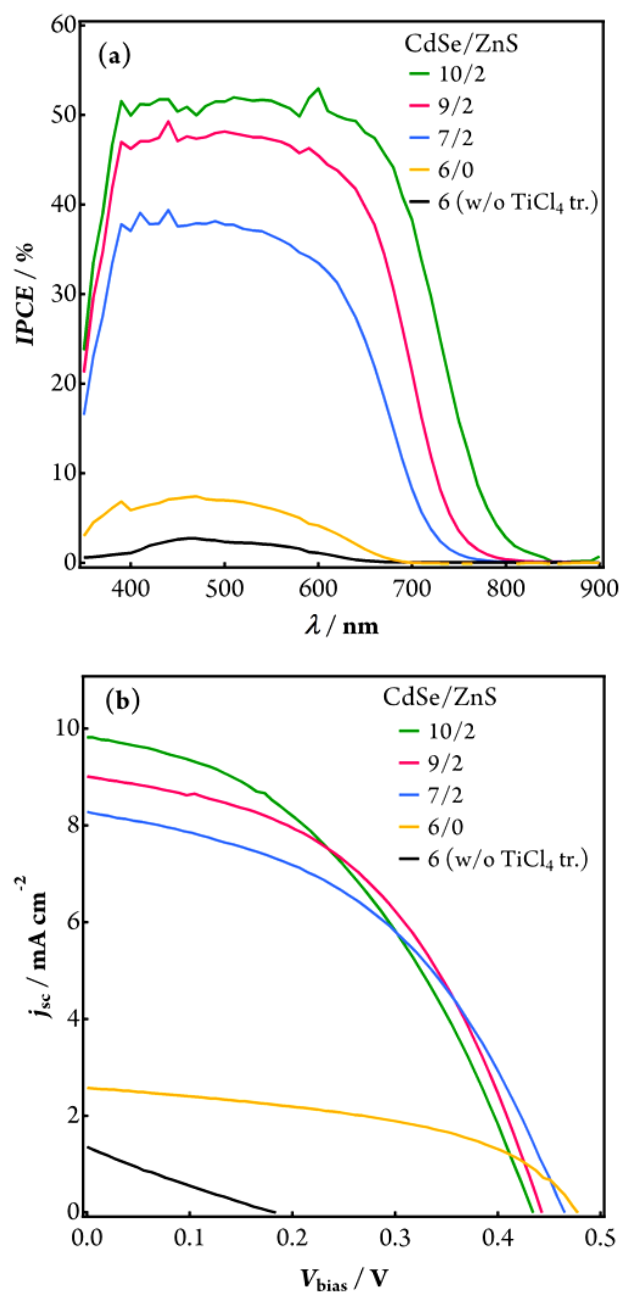 (a)
CdSe/ZnS
10/2
9/2
7/2
6/0
6 (w/o TiCl₄ tr.)
60
50
40
30
20
10
0
IPCE / %
400 500 600 700 800 900
λ / nm
(b)
CdSe/ZnS
10/2
9/2
7/2
6/0
6 (w/o TiCl₄ tr.)
10
8
6
4
2
0
j_sc / mA cm⁻²
0.0 0.1 0.2 0.3 0.4 0.5
V_bias / V